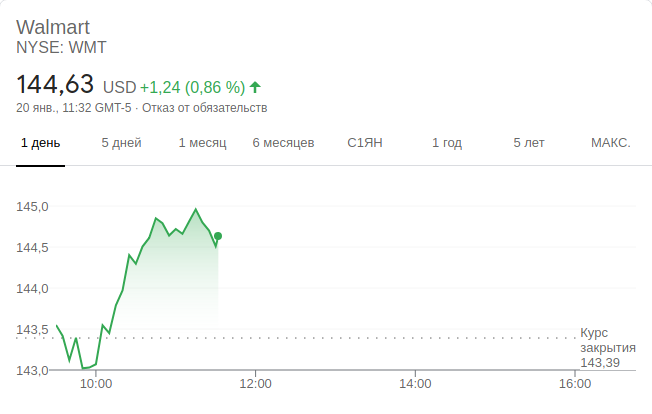 Walmart
NYSE: WMT
144,63 USD +1,24 (0,86 %)
20 янв., 11:32 GMT-5 · Отказ от обязательств
1 день 5 дней 1 месяц 6 месяцев С1ЯН 1 год 5 лет МАКС.
145,0
144,5
144,0
143,5
143,0
Курс
закрытия
143,39
10:00 12:00 14:00 16:00